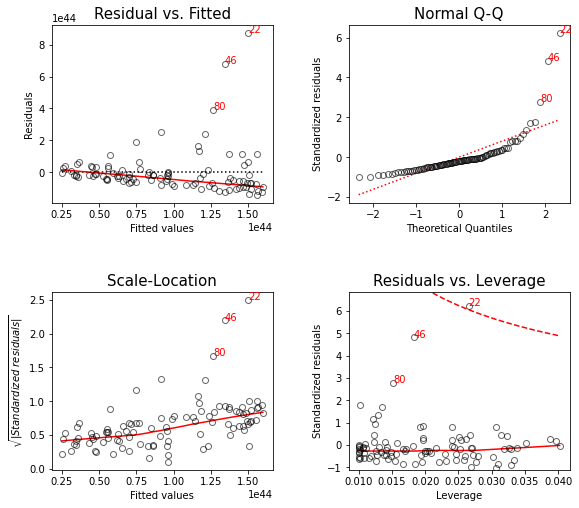 Residual vs. Fitted
1e44
8
6
4
2
0
Residuals
22
46
80
0.25 0.50 0.75 1.00 1.25 1.50
1e44
Fitted values
Normal Q-Q
6
4
2
0
−2
Standardized residuals
22
46
80
−2 −1 0 1 2
Theoretical Quantiles
Scale-Location
2.5
2.0
1.5
1.0
0.5
0.0
√|Standardized residuals|
22
46
80
0.25 0.50 0.75 1.00 1.25 1.50
1e44
Fitted values
Residuals vs. Leverage
6
5
4
3
2
1
0
−1
Standardized residuals
22
46
80
0.010 0.015 0.020 0.025 0.030 0.035 0.040
Leverage